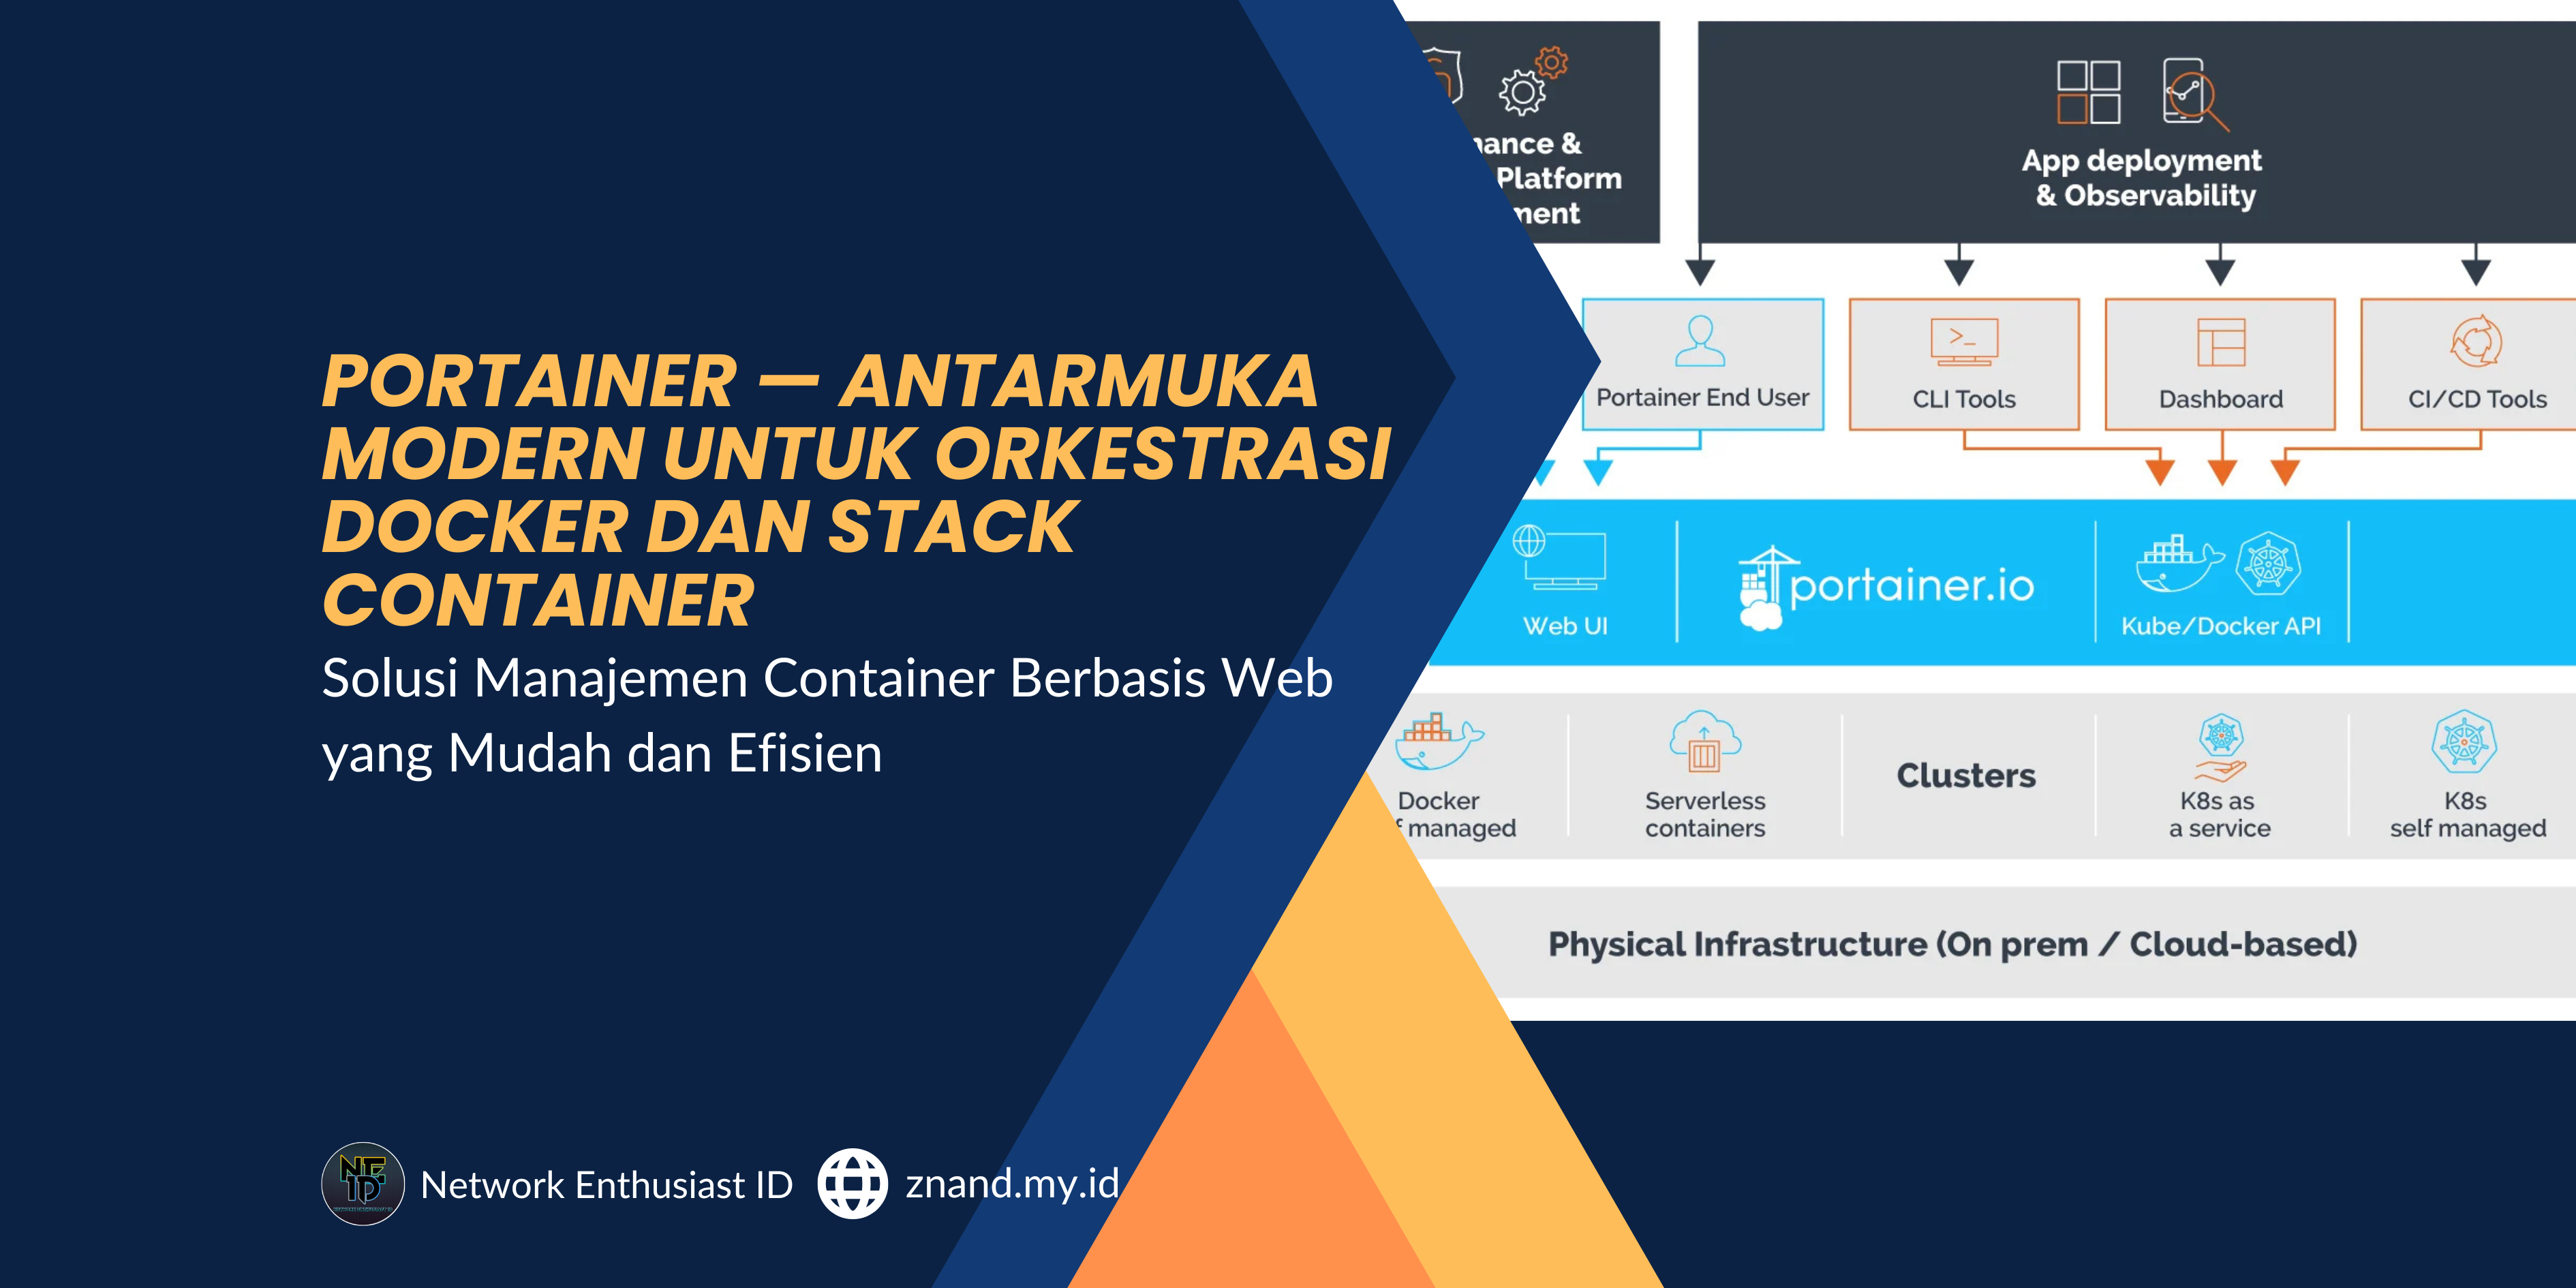 PORTAINER — ANTARMUKA
MODERN UNTUK ORKESTRASI
DOCKER DAN STACK
CONTAINER
Solusi Manajemen Container Berbasis Web
yang Mudah dan Efisien
Network Enthusiast ID
znand.my.id
&
Platform
App deployment
& Observability
Portainer End User
CLI Tools
Dashboard
CI/CD Tools
Web UI
portainer.io
Kube/Docker API
Docker
managed
Serverless
containers
Clusters
K8s as
a service
K8s
self managed
Physical Infrastructure (On prem / Cloud-based)